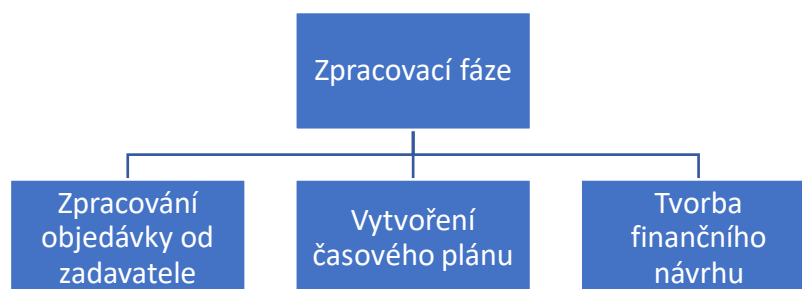 Zpracovací fáze
Zpracování
objedávky od
zadavatele
Vytvoření
časového plánu
Tvorba
finančního
návrhu